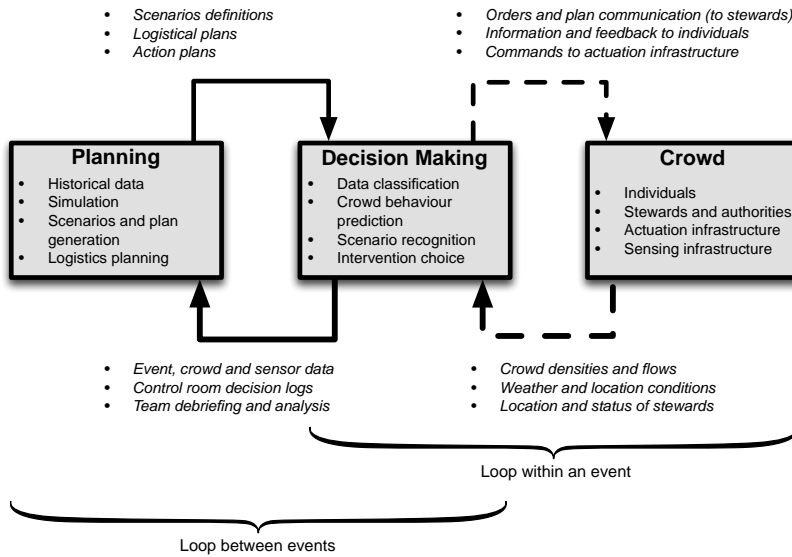 • Scenarios definitions
• Logistical plans
• Action plans
• Orders and plan communication (to stewards)
• Information and feedback to individuals
• Commands to actuation infrastructure
Planning
• Historical data
• Simulation
• Scenarios and plan
generation
• Logistics planning
Decision Making
• Data classification
• Crowd behaviour
prediction
• Scenario recognition
• Intervention choice
Crowd
• Individuals
• Stewards and authorities
• Actuation infrastructure
• Sensing infrastructure
• Event, crowd and sensor data
• Control room decision logs
• Team debriefing and analysis
• Crowd densities and flows
• Weather and location conditions
• Location and status of stewards
Loop within an event
Loop between events